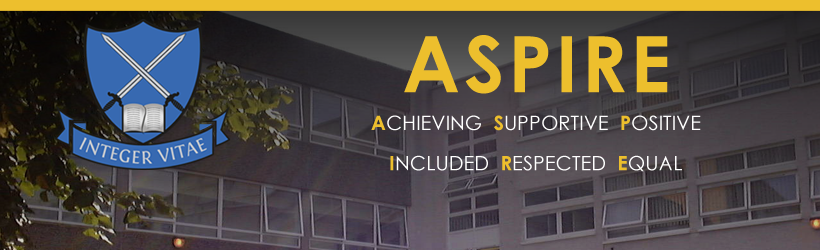 INTEGER VITAE
ASPIRE
ACHIEVING SUPPORTIVE POSITIVE
INCLUDED RESPECTED EQUAL